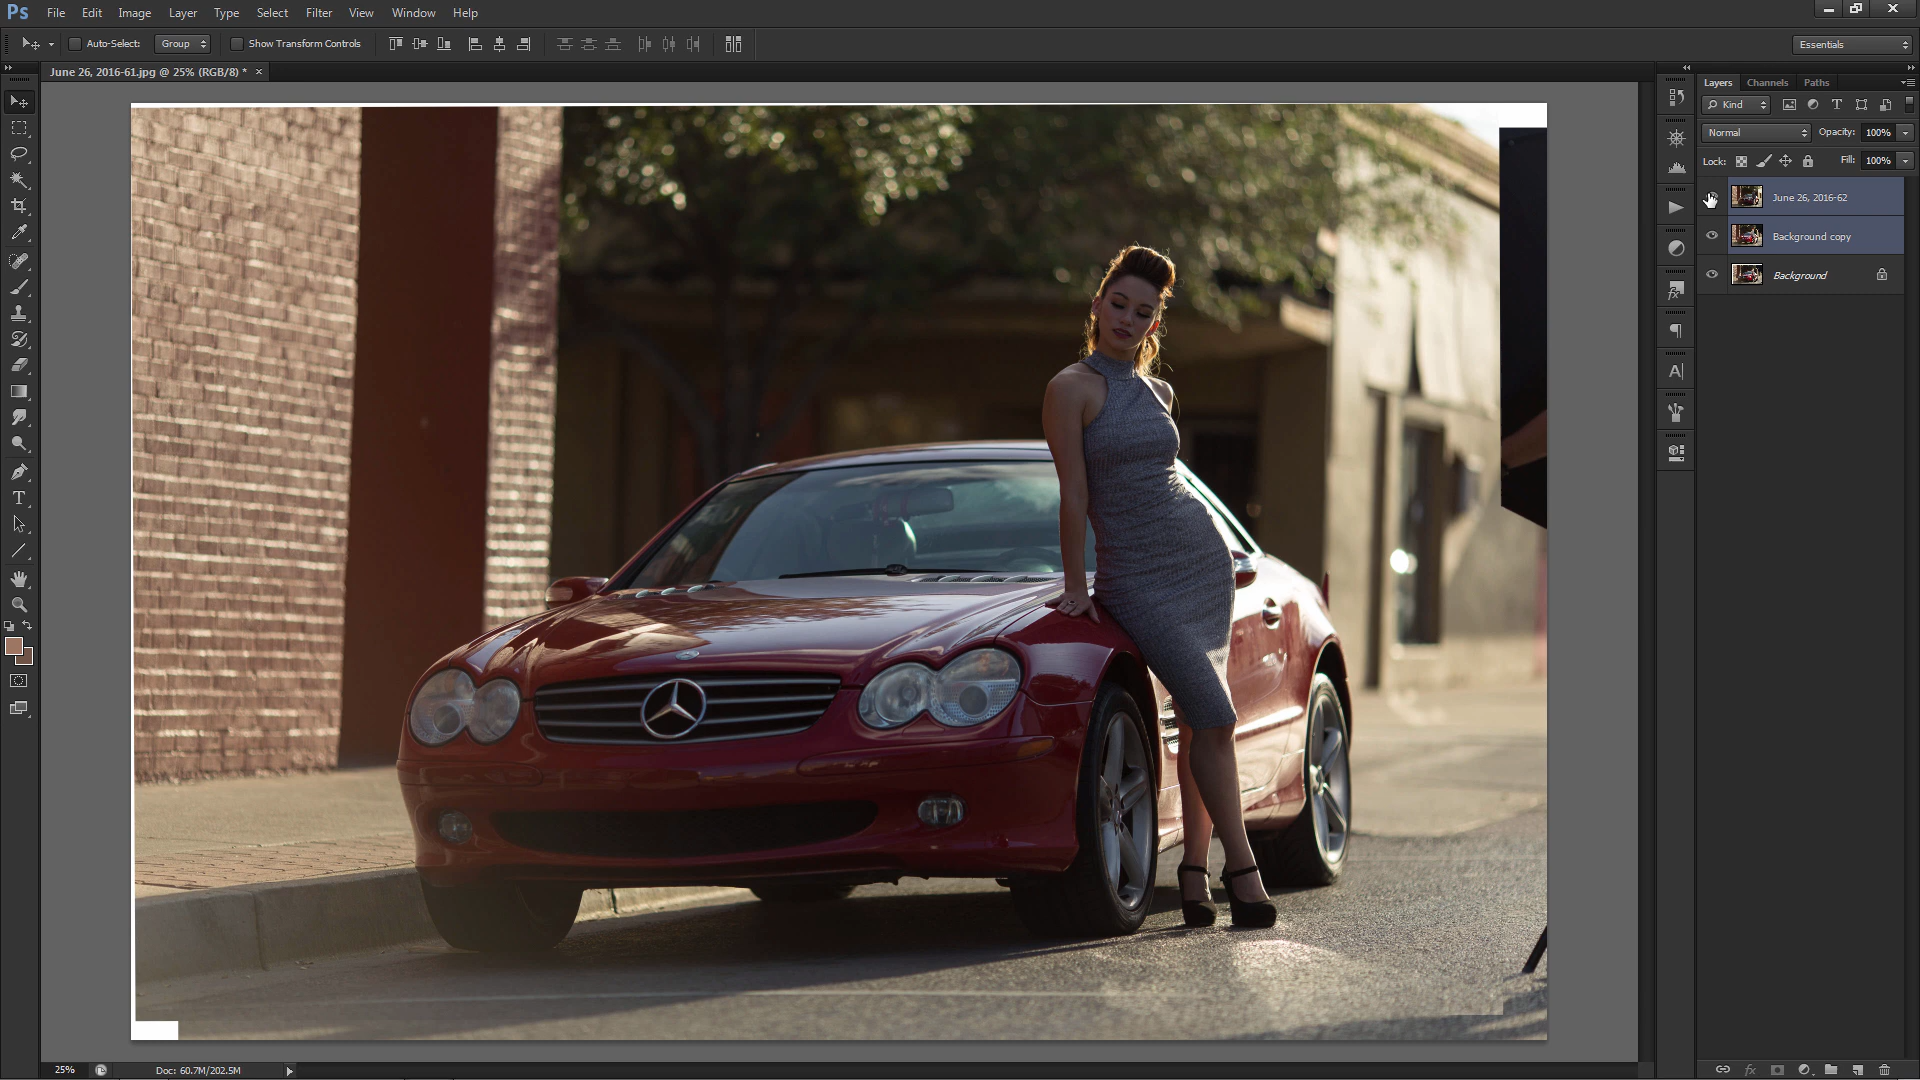 Ps File Edit Image Layer Type Select Filter View Window Help
Auto-Select: Group Show Transform Controls Essentials
June 26, 2016-61.jpg @ 25% (RGB/8) * ×
Layers Channels Paths
Kind
Normal Opacity: 100%
Lock: Fill: 100%
June 26, 2016-62
Background copy
Background
25% Doc: 60.7M/202.5M